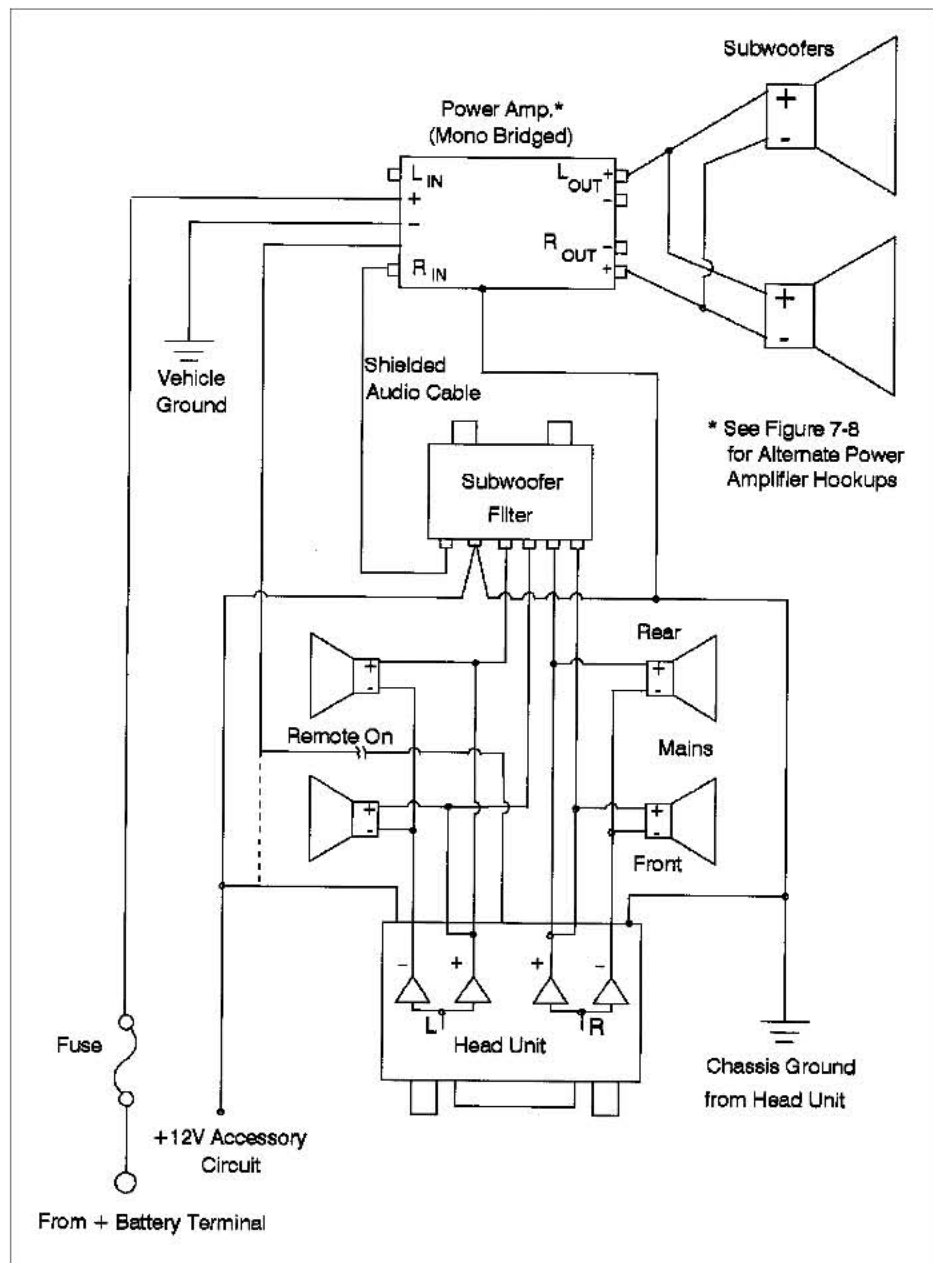 Subwoofers
+
-
Power Amp.*
(Mono Bridged)
L IN
L OUT +
+
-
-
R OUT -
R IN
+
+
-
Vehicle
Ground
Shielded
Audio Cable
* See Figure 7-8
for Alternate Power
Amplifier Hookups
Subwoofer
Filter
Rear
+
-
+
-
Remote On
Mains
+
-
+
-
Front
- + + -
L R
Head Unit
Fuse
Chassis Ground
from Head Unit
+12V Accessory
Circuit
From + Battery Terminal